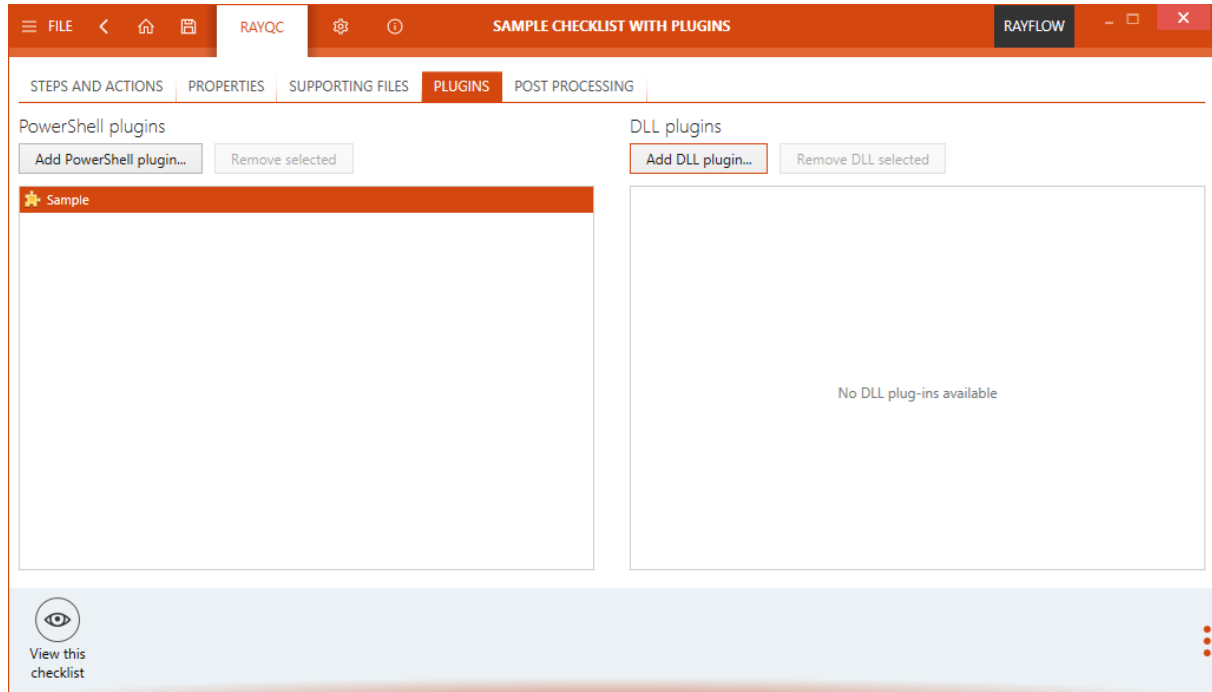 FILE RAYQC SAMPLE CHECKLIST WITH PLUGINS RAYFLOW
STEPS AND ACTIONS PROPERTIES SUPPORTING FILES PLUGINS POST PROCESSING
PowerShell plugins DLL plugins
Add PowerShell plugin... Remove selected Add DLL plugin... Remove DLL selected
Sample
No DLL plug-ins available
View this
checklist